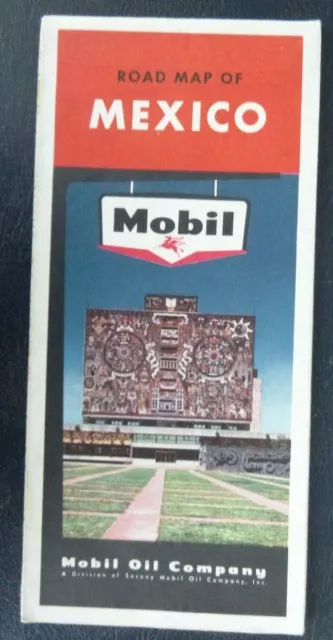 ROAD MAP OF
MEXICO
Mobil
Mobil Oil Company
A Division of Socony Mobil Oil Company, Inc.